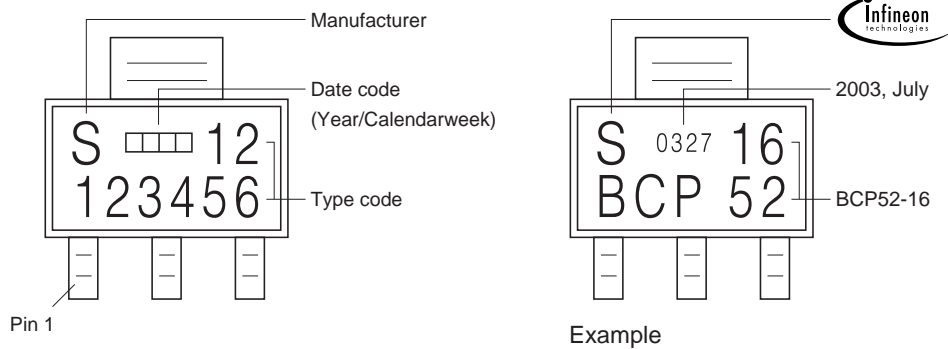 Manufacturer
Date code
(Year/Calendarweek)
S 12
123456
Type code
Pin 1
Infineon
technologies
2003, July
S 0327 16
BCP 52
BCP52-16
Example